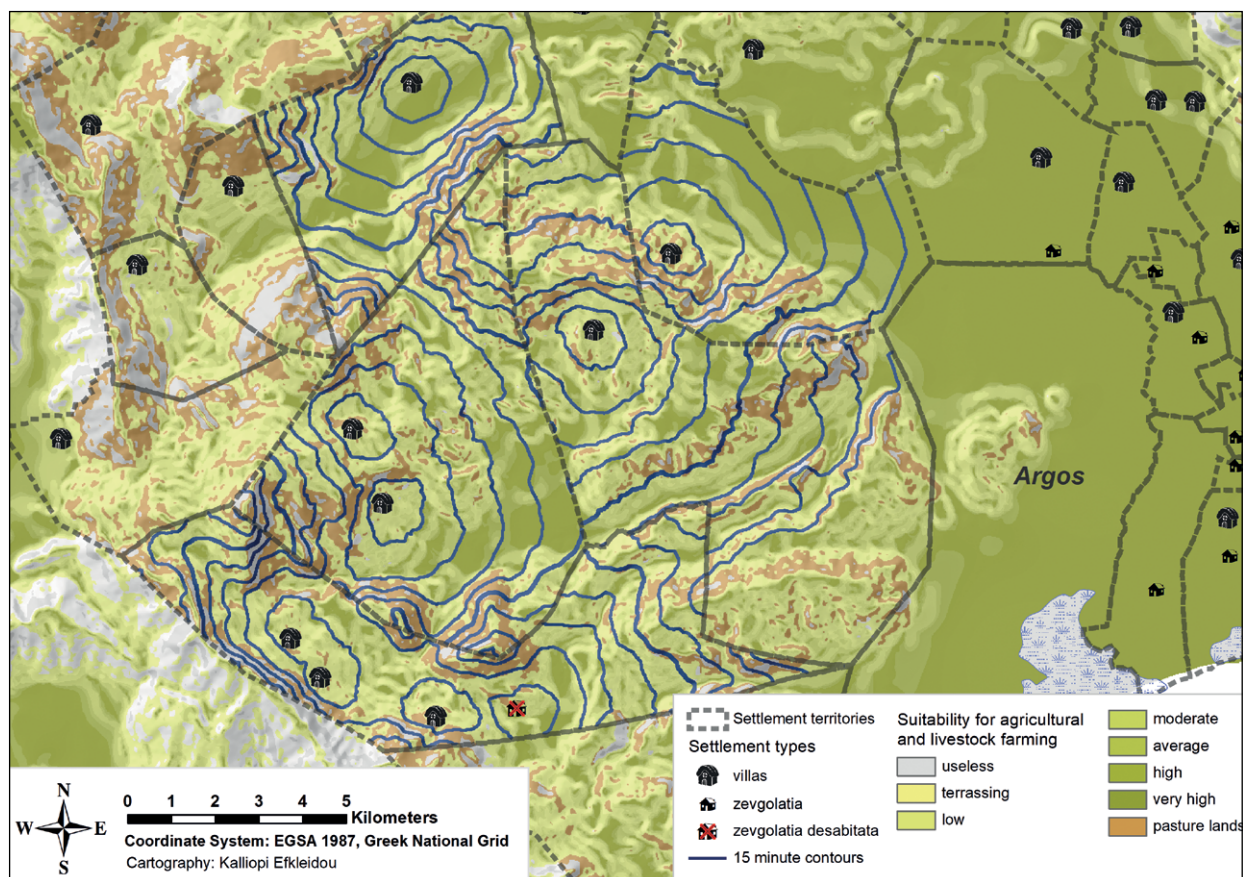 Argos
Settlement territories
Settlement types
villas
zevgolatia
zevgolatia desabitata
15 minute contours
Suitability for agricultural
and livestock farming
useless
terrassing
low
moderate
average
high
very high
pasture lands
N
W E
S
0 1 2 3 4 5
Kilometers
Coordinate System: EGSA 1987, Greek National Grid
Cartography: Kalliopi Efkleidou